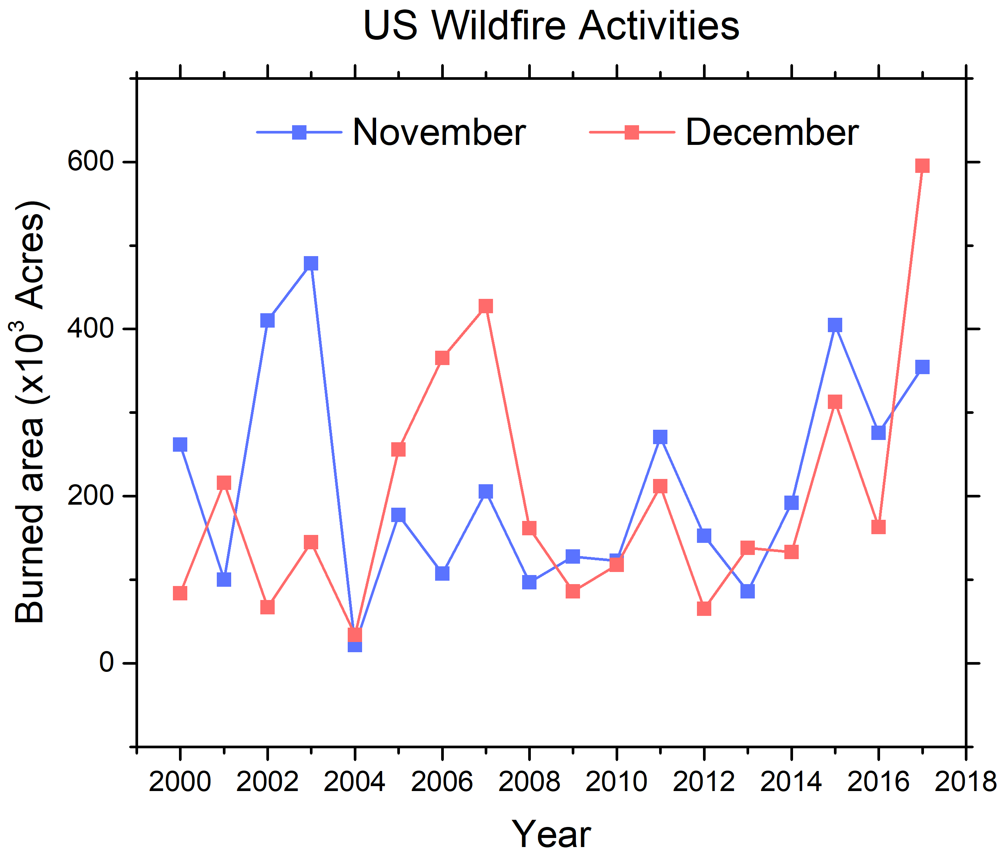 US Wildfire Activities
November
December
600
400
200
0
Burned area (x10³ Acres)
2000 2002 2004 2006 2008 2010 2012 2014 2016 2018
Year